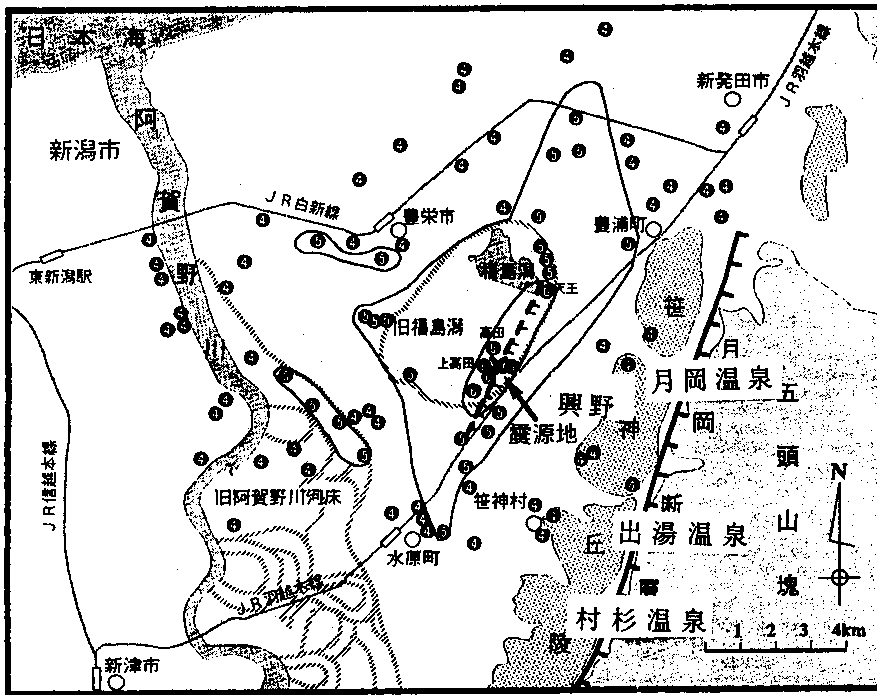 日本海
新発田市
JR羽越本線
新潟市
阿賀野川
JR白新線
豊栄市
豊浦町
東新潟駅
福島潟
天王
旧福島潟
高田
上高田
笹神丘陵
月岡断層
月岡温泉
五頭山塊
興野
震源地
JR信越本線
旧阿賀野川河床
笹神村
出湯温泉
N
水原町
JR羽越本線
村杉温泉
1 2 3 4km
新津市